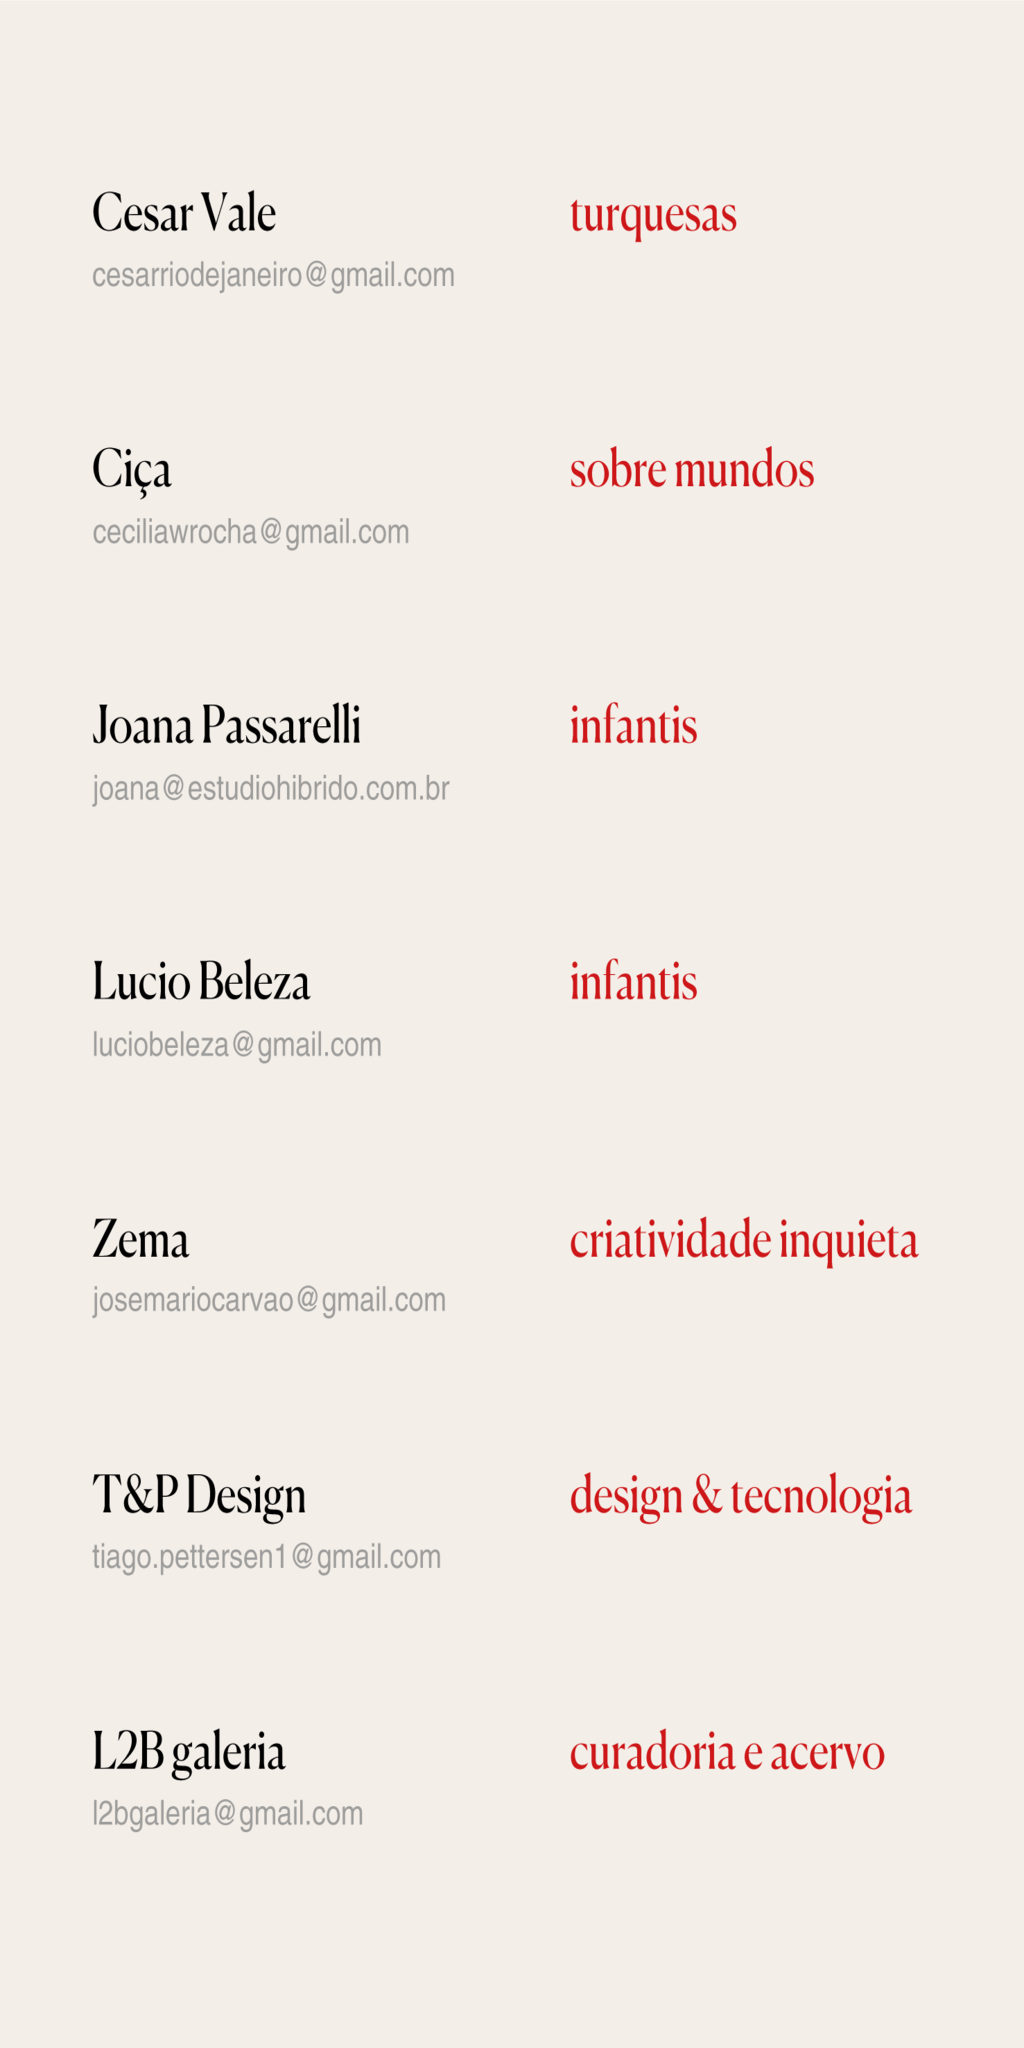 Cesar Vale
turquesas
cesarriodejaneiro@gmail.com
Ciça
sobre mundos
ceciliawrocha@gmail.com
Joana Passarelli
infantis
joana@estudiohibrido.com.br
Lucio Beleza
infantis
luciobeleza@gmail.com
Zema
criatividade inquieta
josemariocarvao@gmail.com
T&P Design
design & tecnologia
tiago.pettersen1@gmail.com
L2B galeria
curadoria e acervo
l2bgaleria@gmail.com